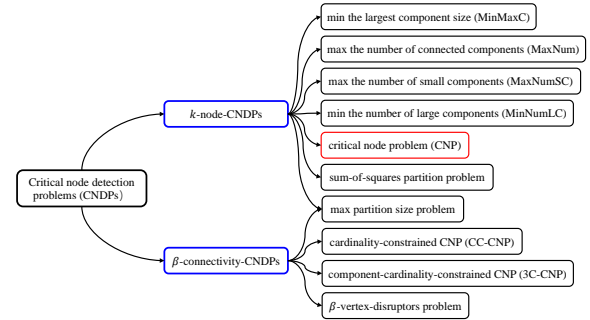 min the largest component size (MinMaxC)
max the number of connected components (MaxNum)
max the number of small components (MaxNumSC)
k-node-CNDPs
min the number of large components (MinNumLC)
critical node problem (CNP)
Critical node detection
problems (CNDPs)
sum-of-squares partition problem
max partition size problem
cardinality-constrained CNP (CC-CNP)
β-connectivity-CNDPs
component-cardinality-constrained CNP (3C-CNP)
β-vertex-disruptors problem